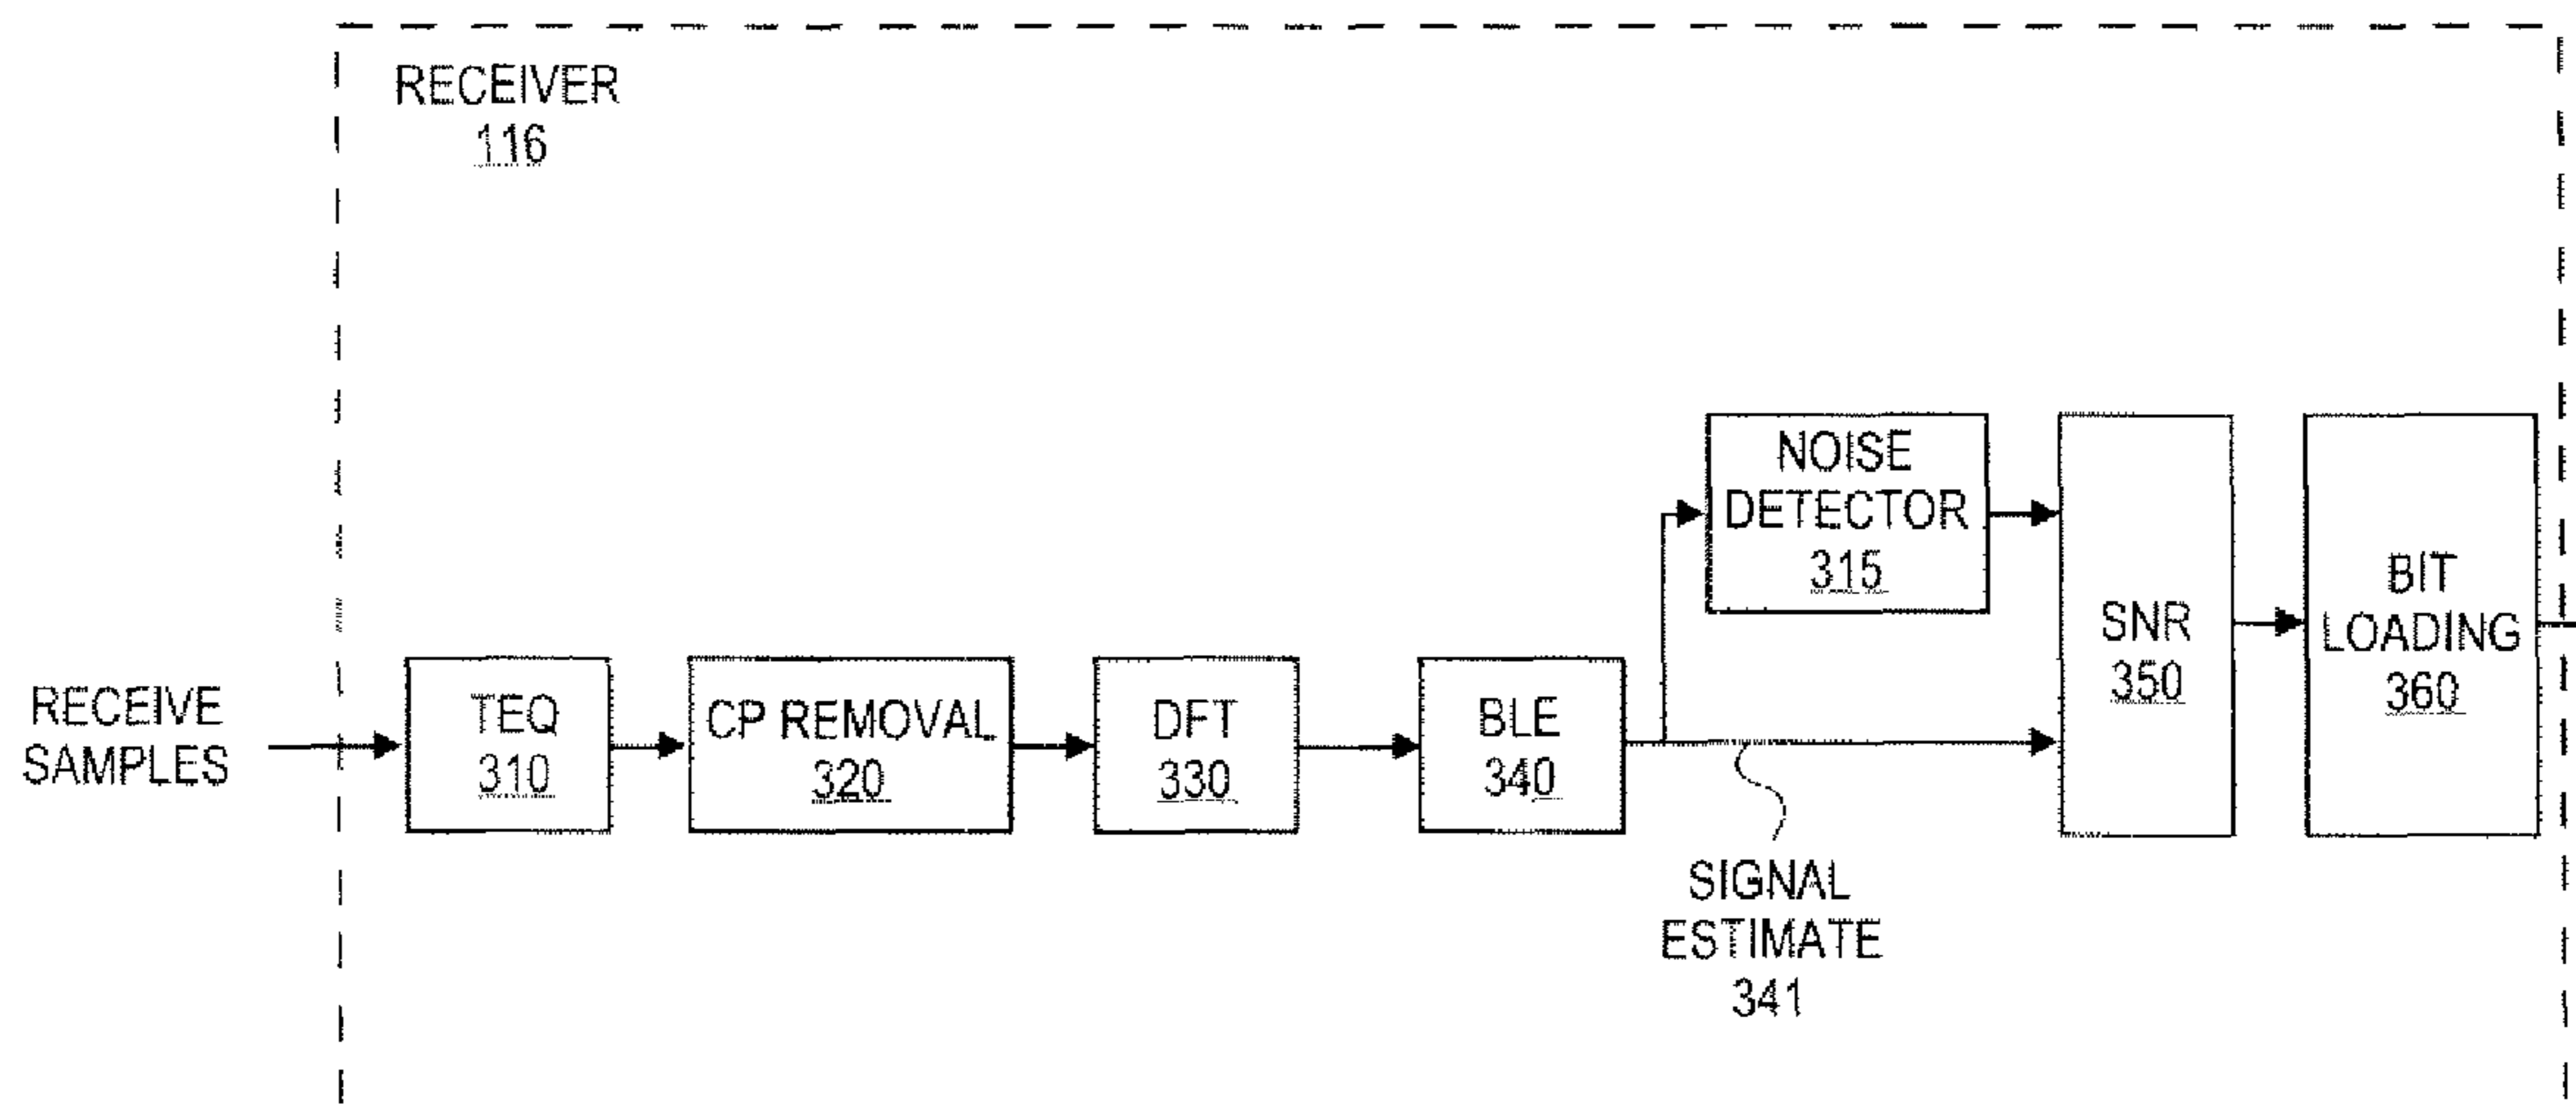 RECEIVER
116
NOISE
DETECTOR
315
SNR
350
BIT
LOADING
360
RECEIVE
SAMPLES
TEQ
310
CP REMOVAL
320
DFT
330
BLE
340
SIGNAL
ESTIMATE
341